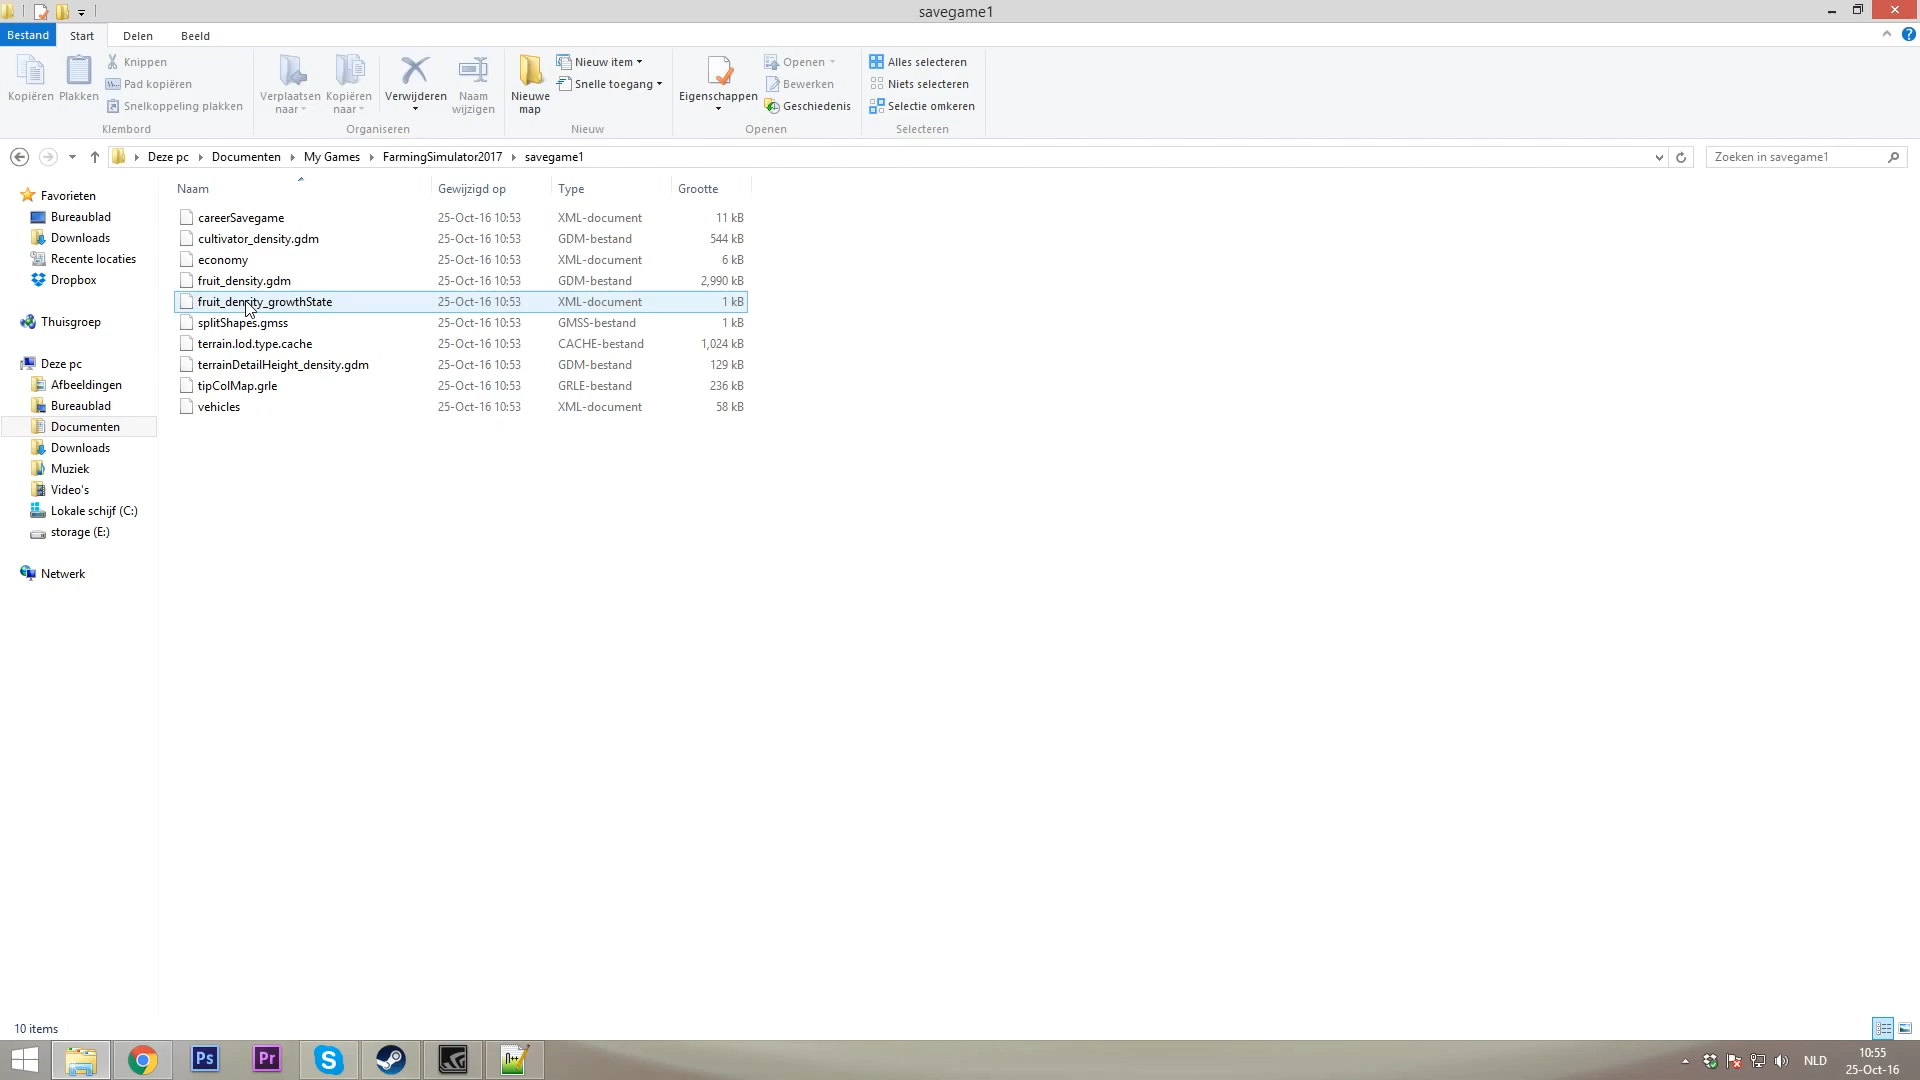 savegame1
Bestand Start Delen Beeld
Kopiëren Plakken Knippen Pad kopiëren Snelkoppeling plakken
Klembord
Verplaatsen naar Kopiëren naar Verwijderen Naam wijzigen
Organiseren
Nieuwe map Nieuw item Snelle toegang
Nieuw
Eigenschappen Openen Bewerken Geschiedenis
Openen
Alles selecteren Niets selecteren Selectie omkeren
Selecteren
Deze pc Documenten My Games FarmingSimulator2017 savegame1
Zoeken in savegame1
Favorieten
Bureaublad
Downloads
Recente locaties
Dropbox
Thuisgroep
Deze pc
Afbeeldingen
Bureaublad
Documenten
Downloads
Muziek
Video's
Lokale schijf (C:)
storage (E:)
Netwerk
Naam Gewijzigd op Type Grootte
careerSavegame 25-Oct-16 10:53 XML-document 11 kB
cultivator_density.gdm 25-Oct-16 10:53 GDM-bestand 544 kB
economy 25-Oct-16 10:53 XML-document 6 kB
fruit_density.gdm 25-Oct-16 10:53 GDM-bestand 2,990 kB
fruit_density_growthState 25-Oct-16 10:53 XML-document 1 kB
splitShapes.gmss 25-Oct-16 10:53 GMSS-bestand 1 kB
terrain.lod.type.cache 25-Oct-16 10:53 CACHE-bestand 1,024 kB
terrainDetailHeight_density.gdm 25-Oct-16 10:53 GDM-bestand 129 kB
tipColMap.grle 25-Oct-16 10:53 GRLE-bestand 236 kB
vehicles 25-Oct-16 10:53 XML-document 58 kB
10 items
Ps Pr
NLD
10:55
25-Oct-16